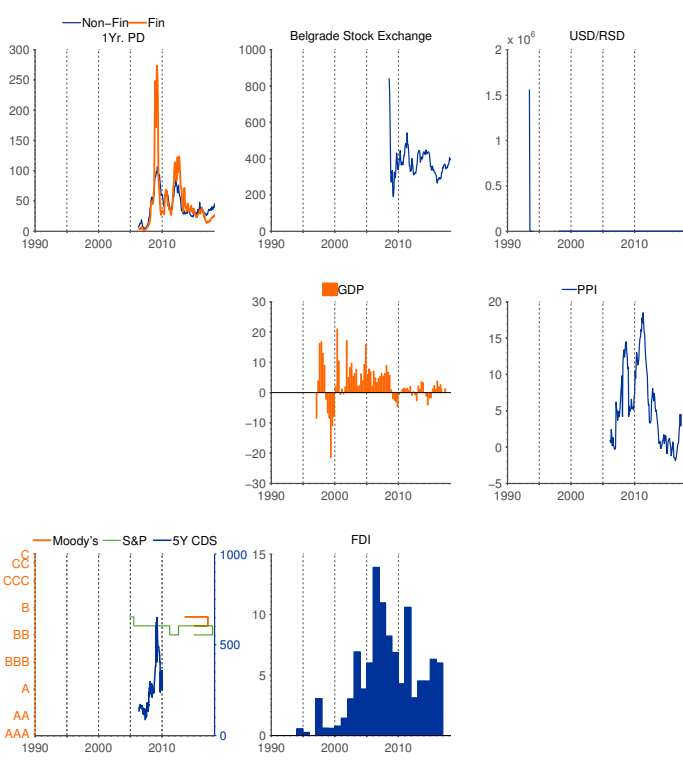 Non−Fin Fin
1Yr. PD
300
250
200
150
100
50
0
1990 2000 2010
Belgrade Stock Exchange
1000
800
600
400
200
0
1990 2000 2010
USD/RSD
2 x 10^6
1.5
1
0.5
0
1990 2000 2010
GDP
30
20
10
0
−10
−20
−30
1990 2000 2010
PPI
20
15
10
5
0
−5
1990 2000 2010
Moody's S&P 5Y CDS
C
CC
CCC
B
BB
BBB
A
AA
AAA
1000
500
0
1990 2000 2010
FDI
15
10
5
0
1990 2000 2010